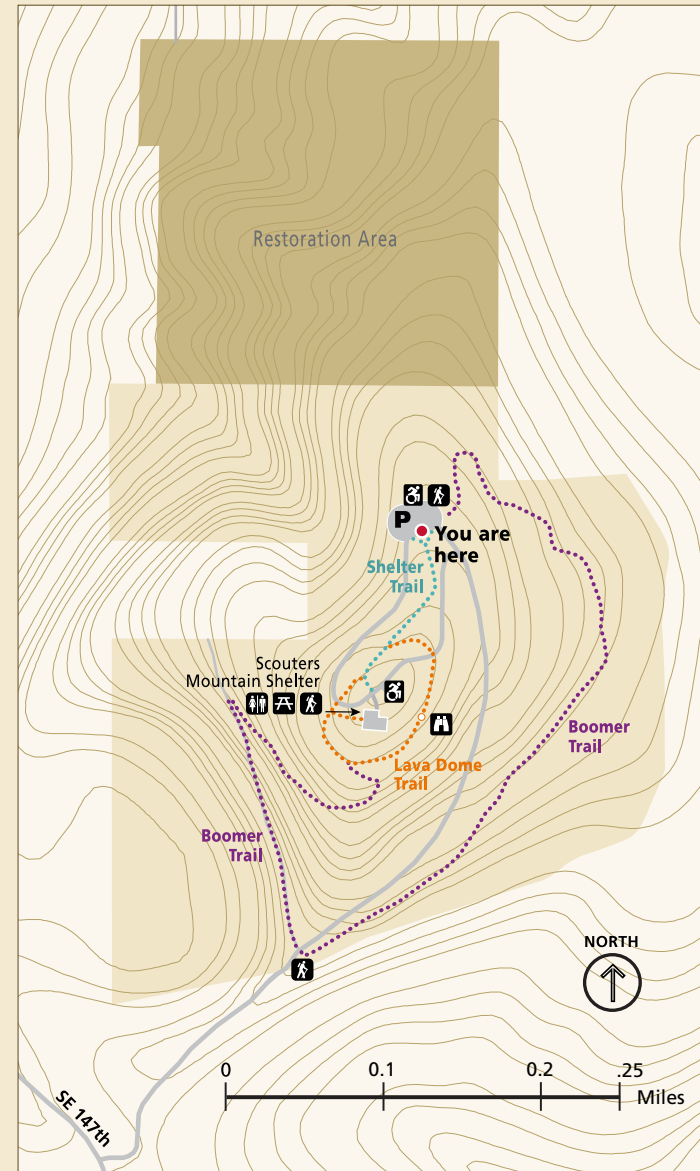 Restoration Area
P
You are
here
Shelter
Trail
Scouters
Mountain Shelter
Boomer
Trail
Lava Dome
Trail
Boomer
Trail
NORTH
0 0.1 0.2 .25
Miles
SE 147th